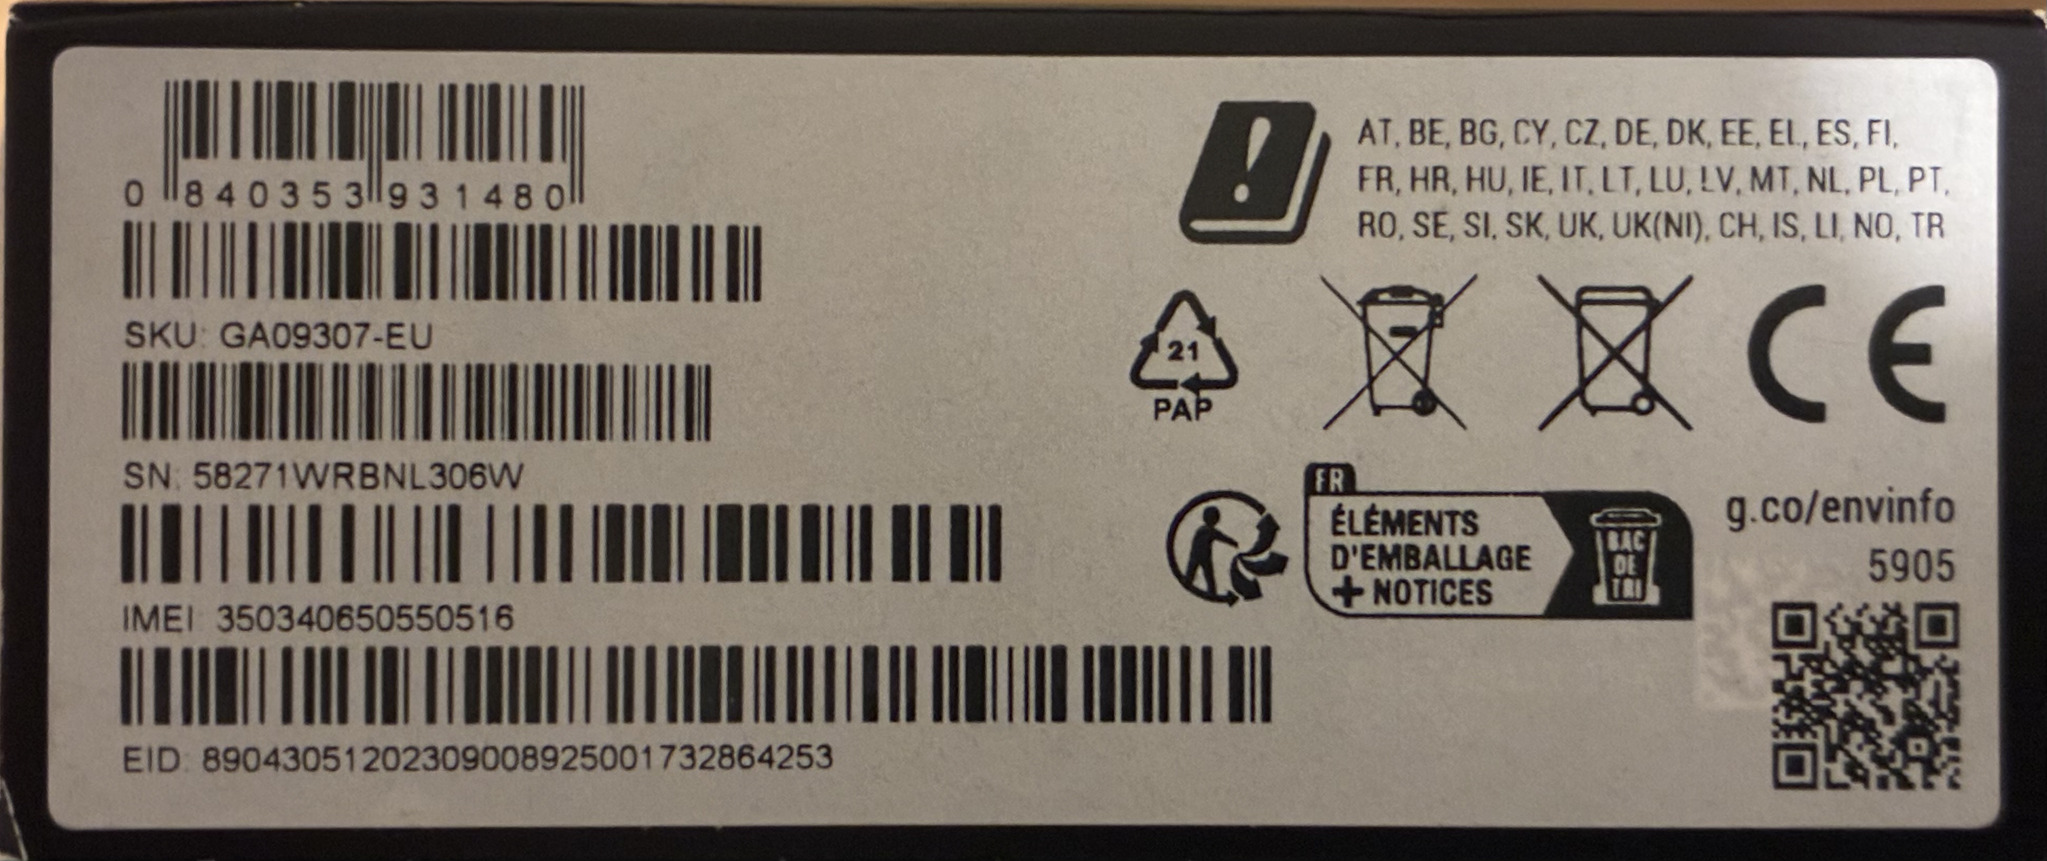 0 840353 931480
SKU: GA09307-EU
SN: 58271WRBNL306W
IMEI: 350340650550516
EID: 89043051202309008925001732864253
AT, BE, BG, CY, CZ, DE, DK, EE, EL, ES, FI,
FR, HR, HU, IE, IT, LT, LU, LV, MT, NL, PL, PT,
RO, SE, SI, SK, UK, UK(NI), CH, IS, LI, NO, TR
21
PAP
CE
FR
ÉLÉMENTS
D'EMBALLAGE
+ NOTICES
BAC
DE
TRI
g.co/envinfo
5905